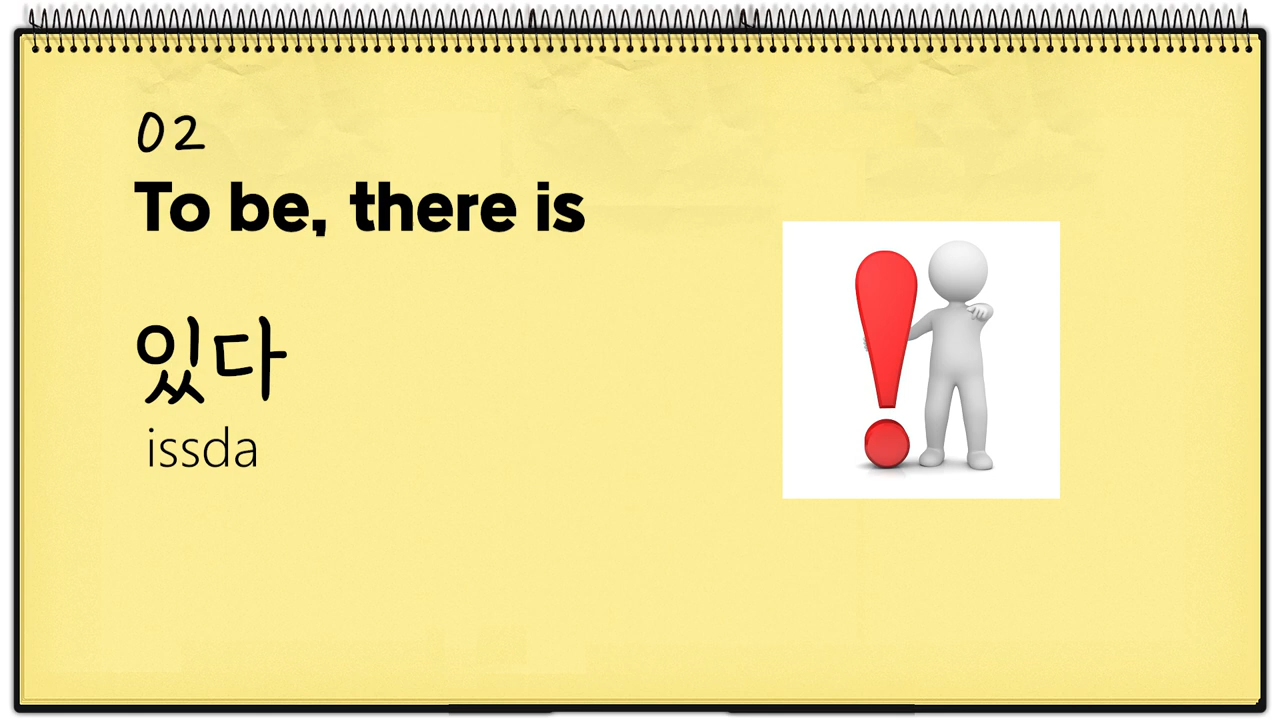 02
To be, there is
있다
issda